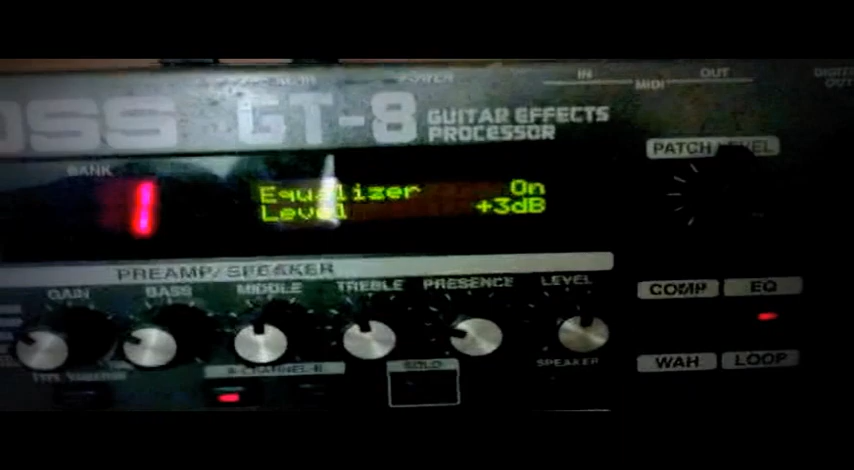 POWER
IN MIDI OUT
OSS GT-8 GUITAR EFFECTS
PROCESSOR
PATCH LEVEL
BANK
1
Equalizer On
Level +3dB
PREAMP/SPEAKER
GAIN BASS MIDDLE TREBLE PRESENCE LEVEL
COMP EQ
SPEAKER
SOLO
WAH LOOP